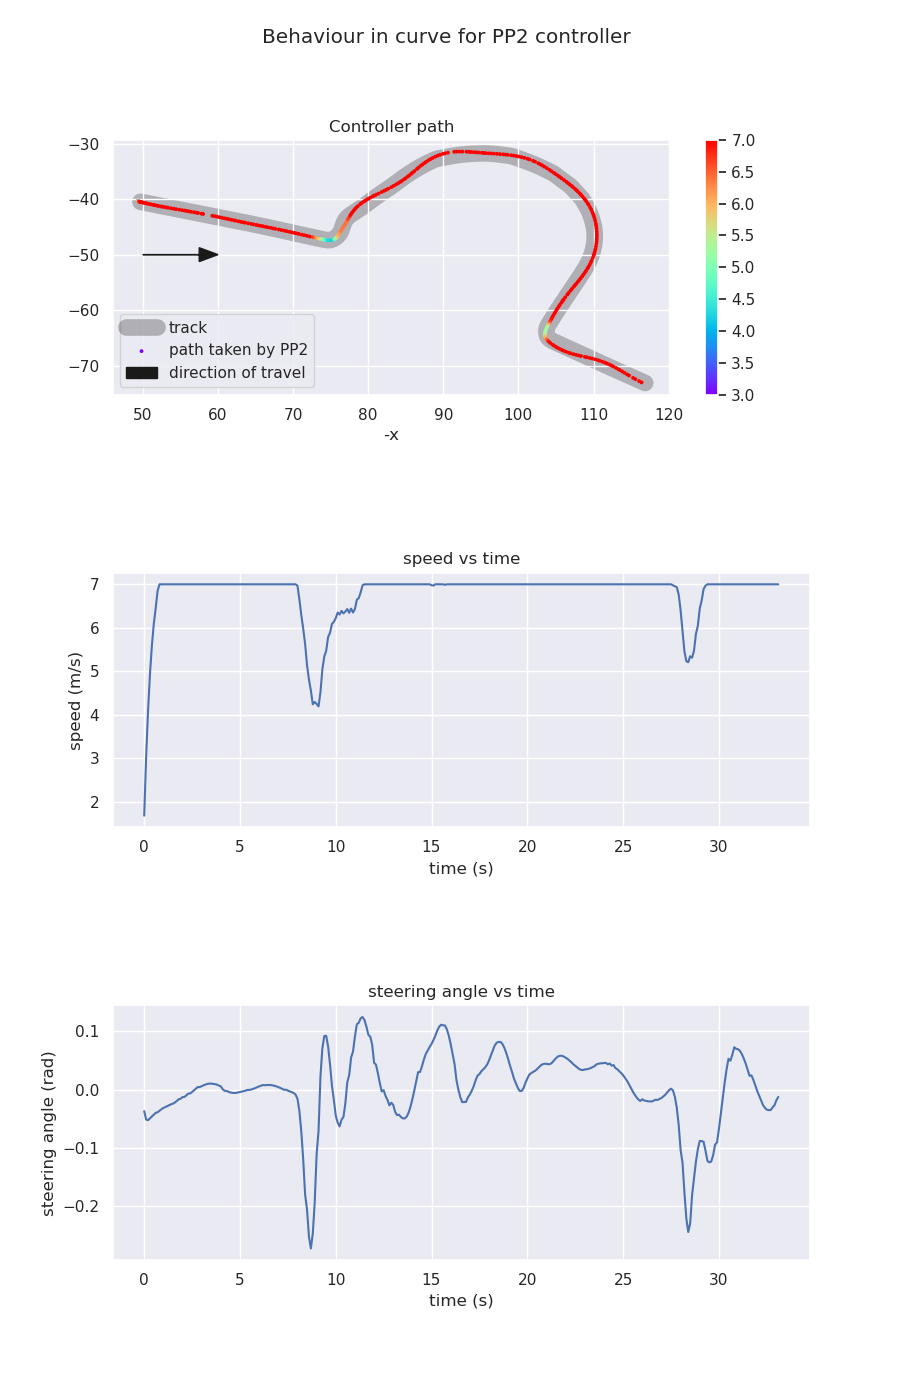 Behaviour in curve for PP2 controller
Controller path
−30
−40
−50
−60
−70
track
path taken by PP2
direction of travel
50 60 70 80 90 100 110 120
-x
7.0
6.5
6.0
5.5
5.0
4.5
4.0
3.5
3.0
speed vs time
speed (m/s)
7
6
5
4
3
2
0 5 10 15 20 25 30
time (s)
steering angle vs time
steering angle (rad)
0.1
0.0
−0.1
−0.2
0 5 10 15 20 25 30
time (s)